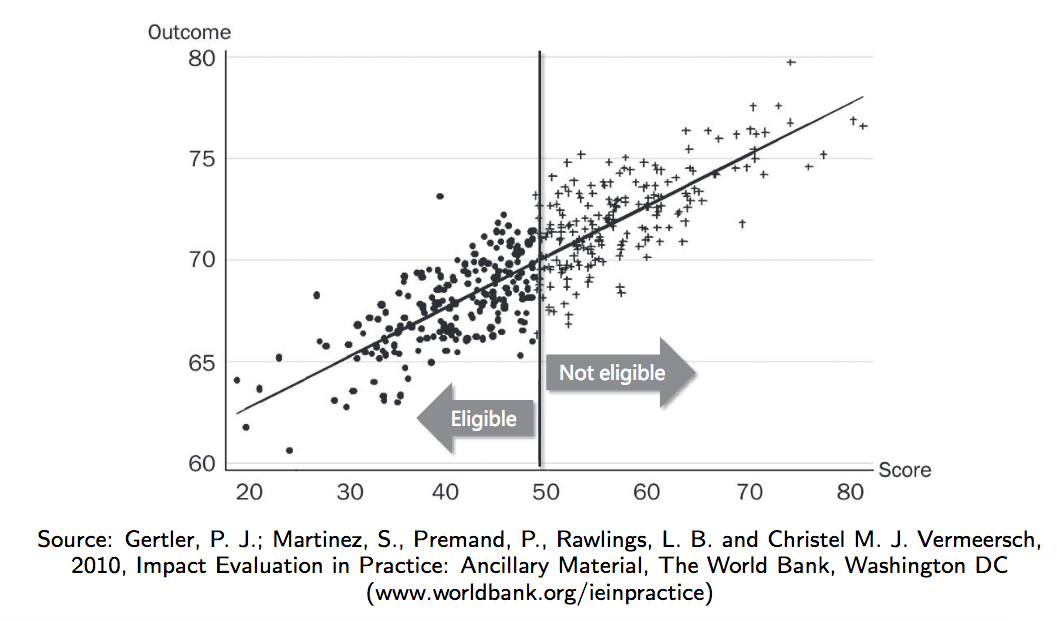 Outcome
80
75
70
65
60
Not eligible
Eligible
Score
20 30 40 50 60 70 80
Source: Gertler, P. J.; Martinez, S., Premand, P., Rawlings, L. B. and Christel M. J. Vermeersch,
2010, Impact Evaluation in Practice: Ancillary Material, The World Bank, Washington DC
(www.worldbank.org/ieinpractice)